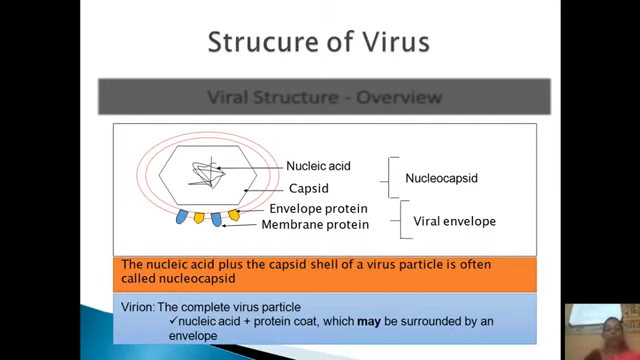 Strucure of Virus
Viral Structure - Overview
Nucleic acid
Capsid
Nucleocapsid
Envelope protein
Membrane protein
Viral envelope
The nucleic acid plus the capsid shell of a virus particle is often
called nucleocapsid
Virion: The complete virus particle
✓nucleic acid + protein coat, which may be surrounded by an
envelope